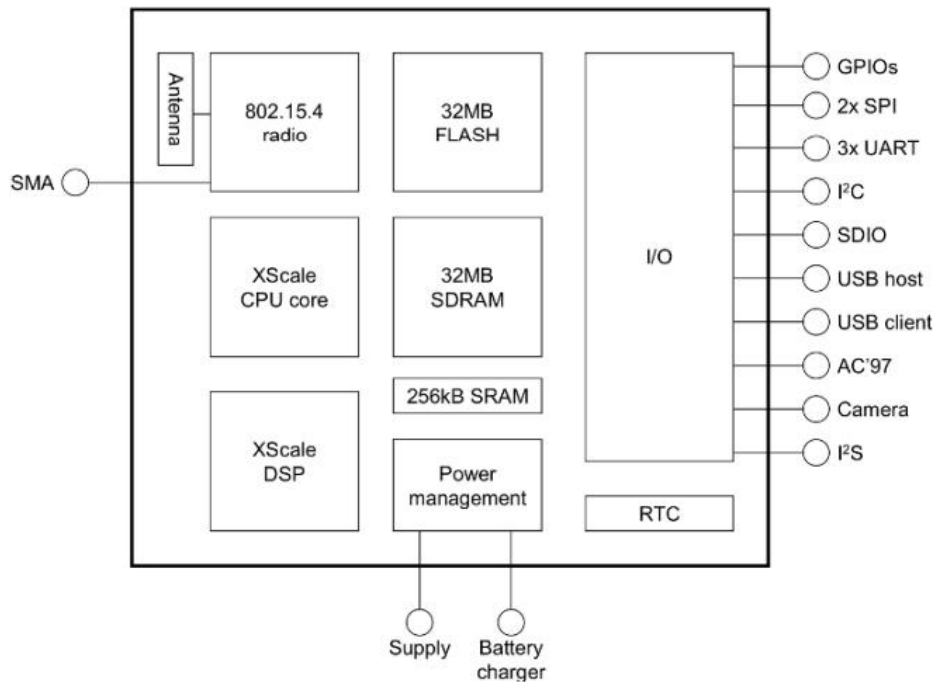 Antenna
802.15.4
radio
32MB
FLASH
SMA
XScale
CPU core
32MB
SDRAM
256kB SRAM
XScale
DSP
Power
management
I/O
RTC
GPIOs
2x SPI
3x UART
I²C
SDIO
USB host
USB client
AC'97
Camera
I²S
Supply
Battery
charger